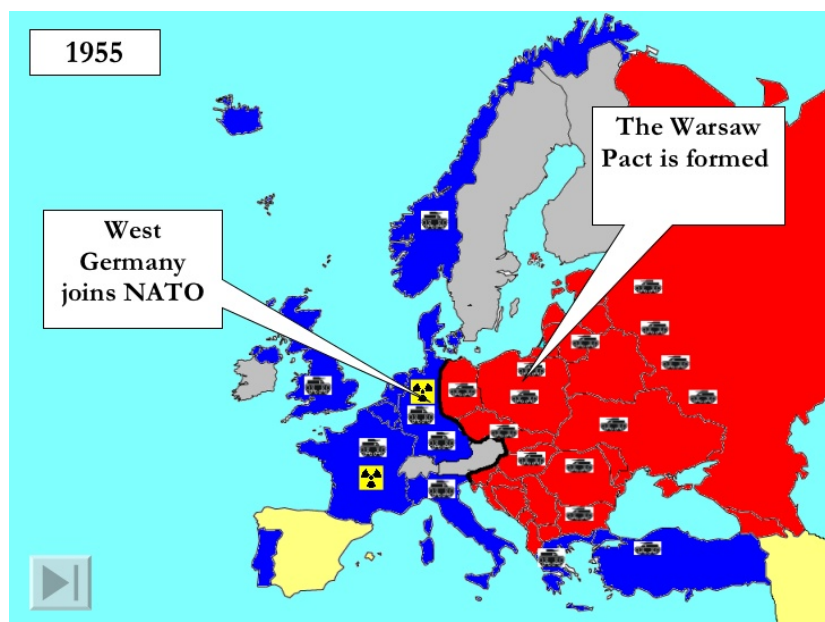 1955
The Warsaw
Pact is formed
West
Germany
joins NATO